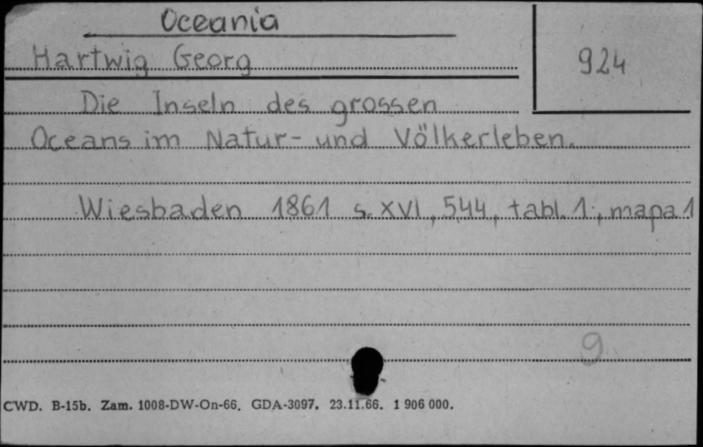 Oceania
Hartwig Georg
924
Die Inseln des grossen
Oceans im Natur- und Völkerleben.
Wiesbaden 1861 s. XVI, 544, tabl. 1, mapa 1
9
CWD. B-15b. Zam. 1008-DW-On-66. GDA-3097. 23.11.66. 1 906 000.